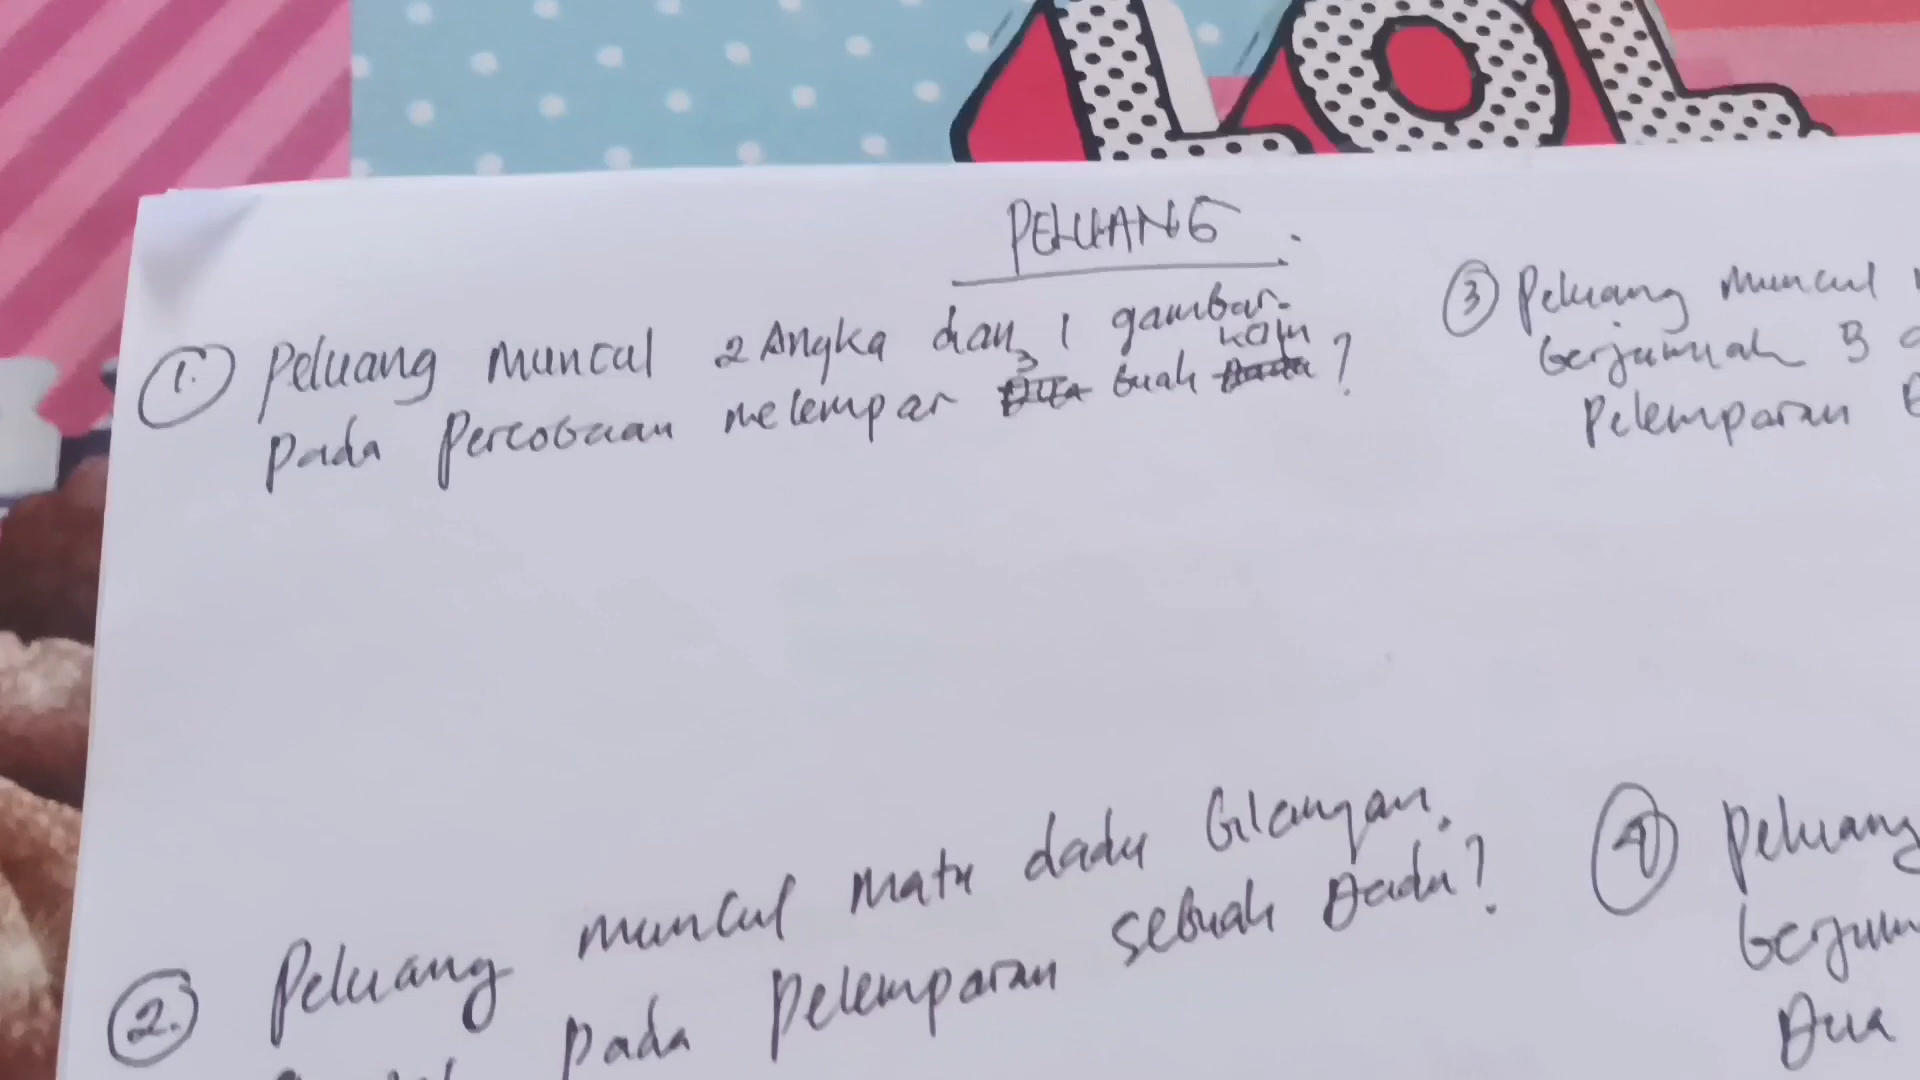 LOL
PELUANG.
① Peluang muncul 2 Angka dan 1 gambar.
pada percobaan melempar 3 buah koin?
② Peluang muncul mata dadu bilangan.
pada pelemparan sebuah dadu?
③ Peluang muncul
berjumlah 3
pelemparan
④ Peluang
berjum
Dua